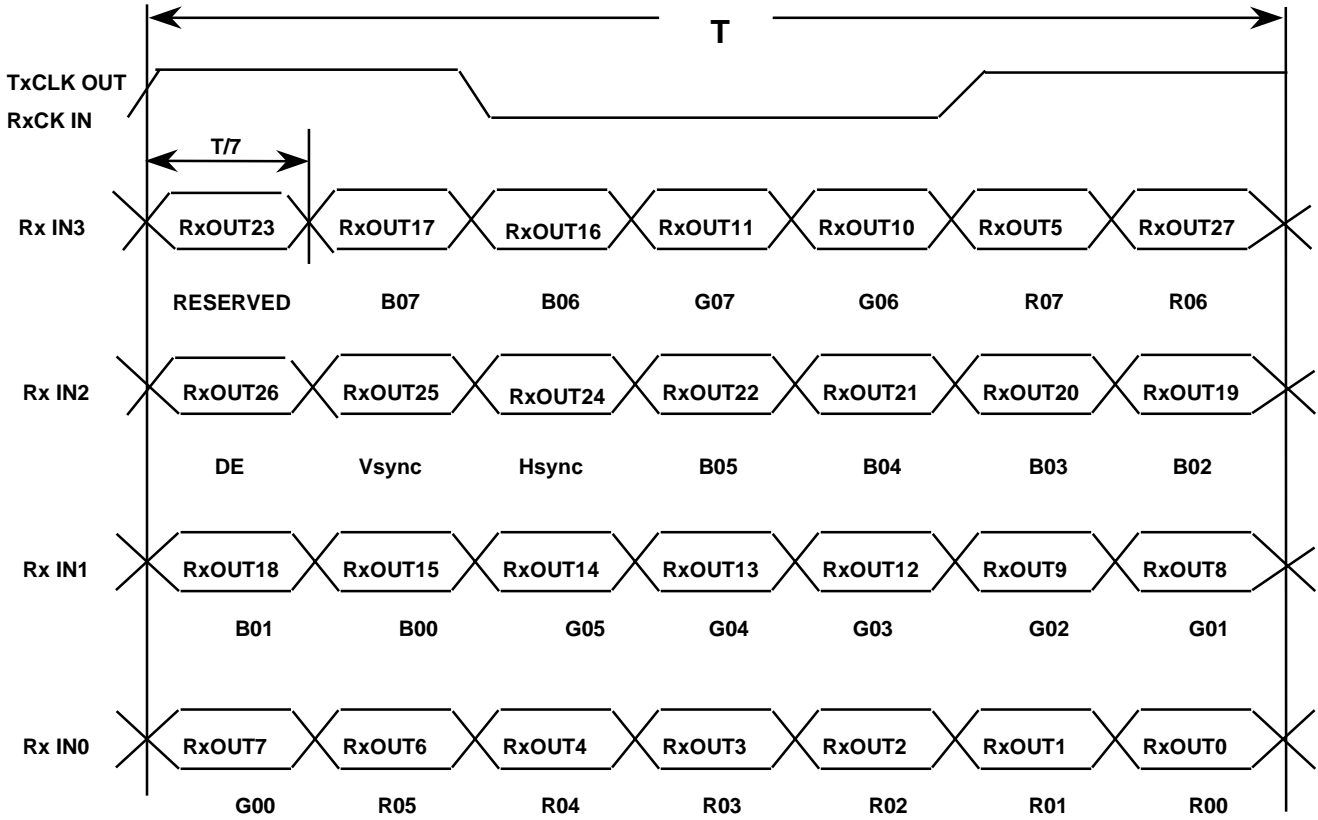 T
TxCLK OUT
RxCK IN
T/7
Rx IN3 RxOUT23 RxOUT17 RxOUT16 RxOUT11 RxOUT10 RxOUT5 RxOUT27
RESERVED B07 B06 G07 G06 R07 R06
Rx IN2 RxOUT26 RxOUT25 RxOUT24 RxOUT22 RxOUT21 RxOUT20 RxOUT19
DE Vsync Hsync B05 B04 B03 B02
Rx IN1 RxOUT18 RxOUT15 RxOUT14 RxOUT13 RxOUT12 RxOUT9 RxOUT8
B01 B00 G05 G04 G03 G02 G01
Rx IN0 RxOUT7 RxOUT6 RxOUT4 RxOUT3 RxOUT2 RxOUT1 RxOUT0
G00 R05 R04 R03 R02 R01 R00